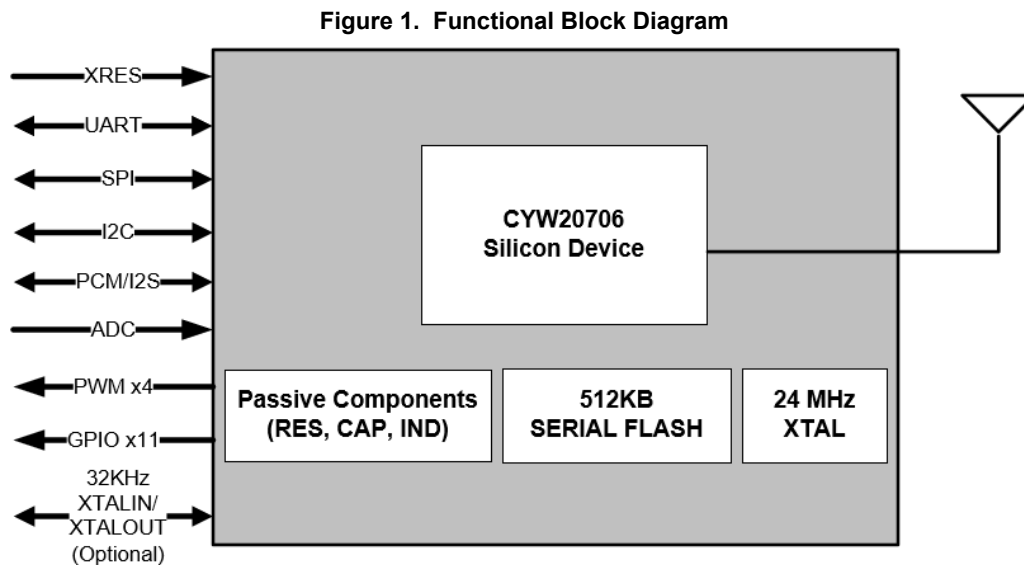 Figure 1. Functional Block Diagram
XRES
UART
SPI
I2C
PCM/I2S
ADC
PWM x4
GPIO x11
32KHz
XTALIN/
XTALOUT
(Optional)
CYW20706
Silicon Device
Passive Components
(RES, CAP, IND)
512KB
SERIAL FLASH
24 MHz
XTAL